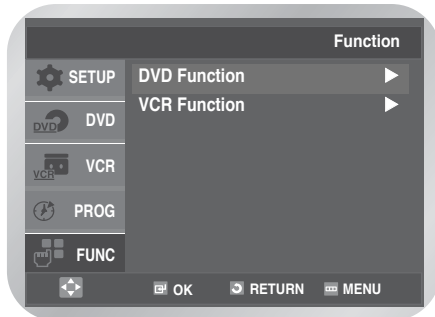 Function
SETUP
DVD Function ▶
VCR Function ▶
DVD DVD
VCR VCR
PROG
FUNC
OK RETURN MENU